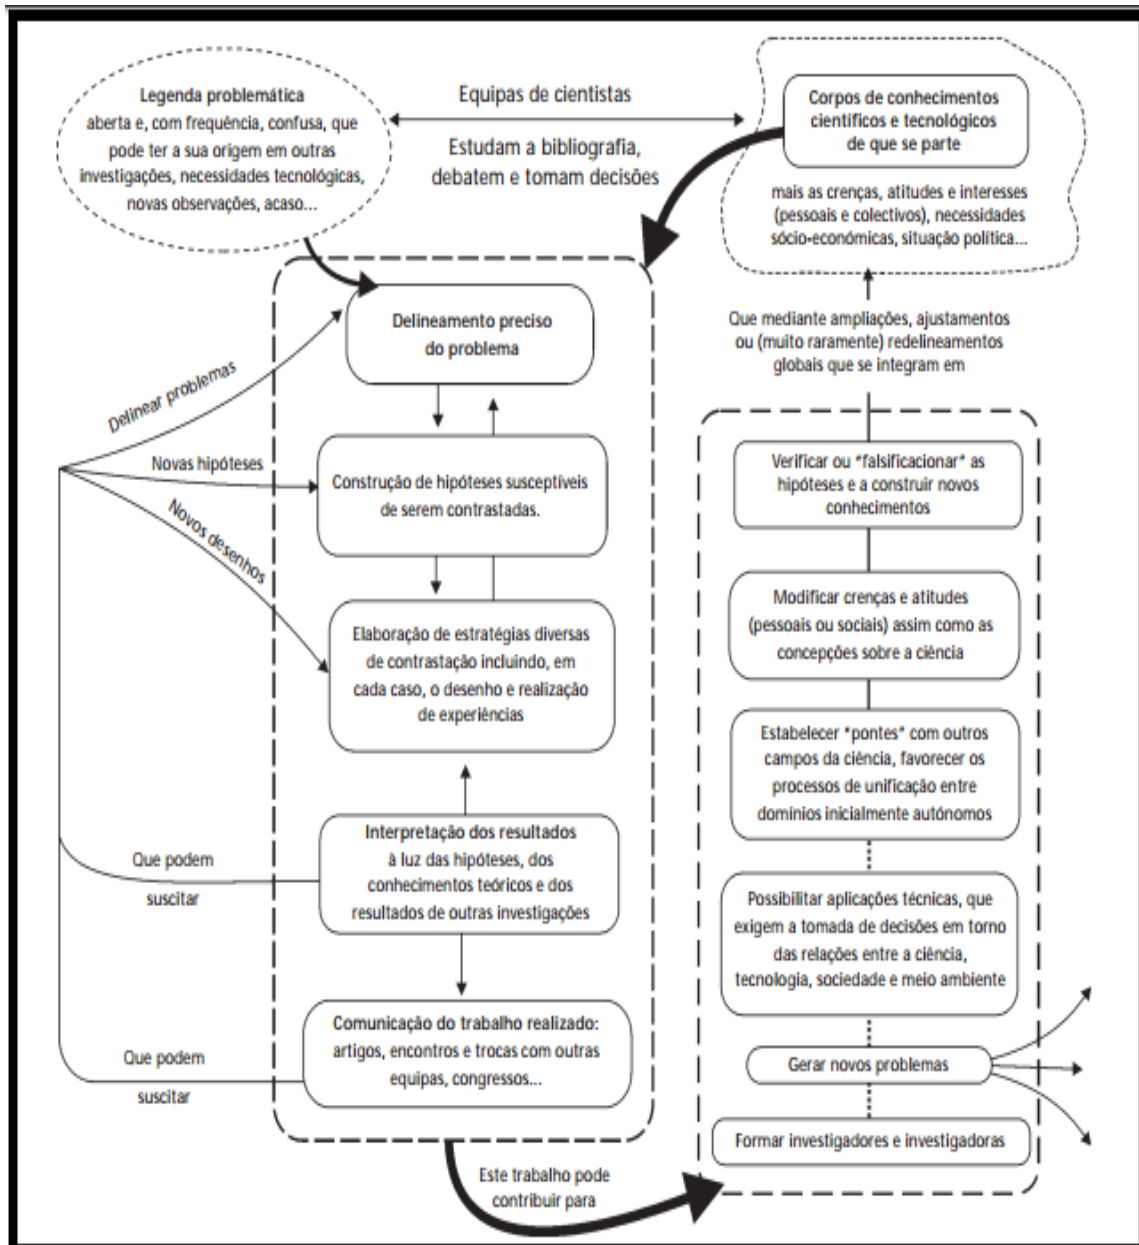 Legenda problemática
aberta e, com frequência, confusa, que
pode ter a sua origem em outras
investigações, necessidades tecnológicas,
novas observações, acaso...
Equipas de cientistas
Estudam a bibliografia,
debatem e tomam decisões
Corpos de conhecimentos
científicos e tecnológicos
de que se parte
mais as crenças, atitudes e interesses
(pessoais e colectivos), necessidades
sócio-económicas, situação política...
Delineamento preciso
do problema
Delinear problemas
Novas hipóteses
Novos desenhos
Construção de hipóteses susceptíveis
de serem contrastadas.
Elaboração de estratégias diversas
de contrastação incluindo, em
cada caso, o desenho e realização
de experiências
Interpretação dos resultados
à luz das hipóteses, dos
conhecimentos teóricos e dos
resultados de outras investigações
Que podem
suscitar
Comunicação do trabalho realizado:
artigos, encontros e trocas com outras
equipas, congressos...
Que podem
suscitar
Este trabalho pode
contribuir para
Que mediante ampliações, ajustamentos
ou (muito raramente) redelineamentos
globais que se integram em
Verificar ou "falsificacionar" as
hipóteses e a construir novos
conhecimentos
Modificar crenças e atitudes
(pessoais ou sociais) assim como as
concepções sobre a ciência
Estabelecer "pontes" com outros
campos da ciência, favorecer os
processos de unificação entre
domínios inicialmente autónomos
Possibilitar aplicações técnicas, que
exigem a tomada de decisões em torno
das relações entre a ciência,
tecnologia, sociedade e meio ambiente
Gerar novos problemas
Formar investigadores e investigadoras